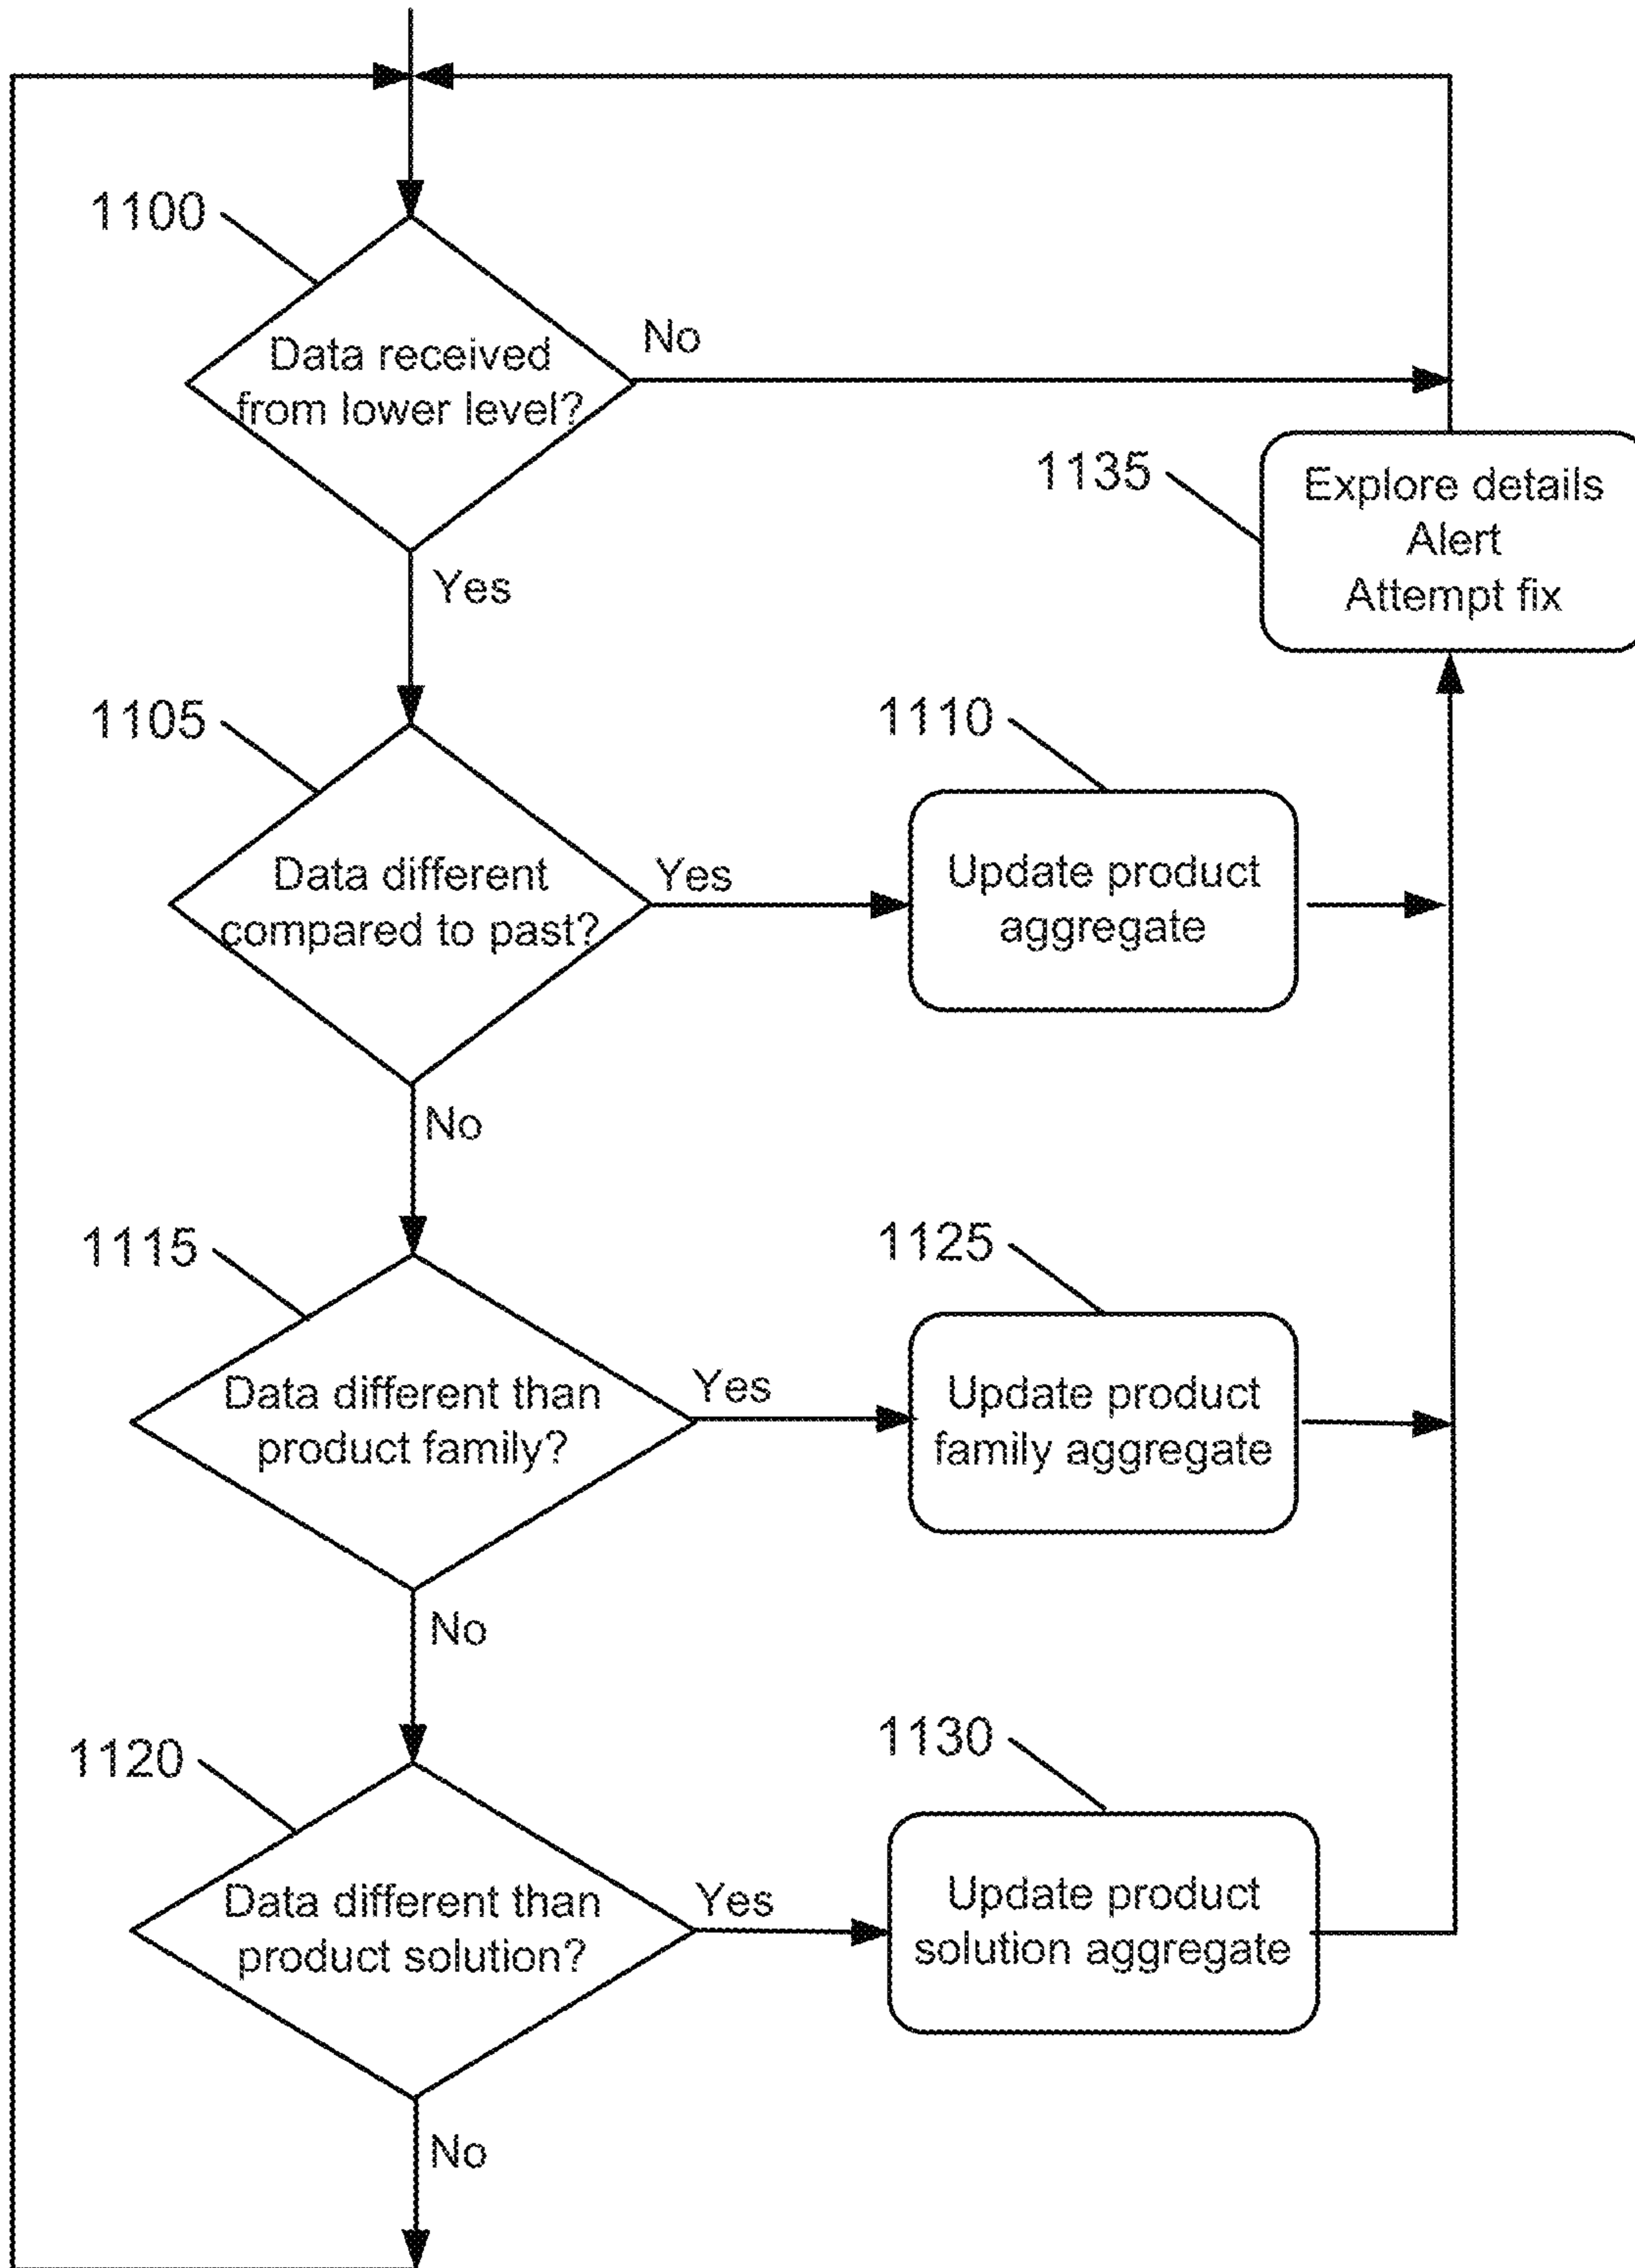 1100
Data received
from lower level?
No
Yes
1135
Explore details
Alert
Attempt fix
1105
Data different
compared to past?
Yes
No
1110
Update product
aggregate
1115
Data different than
product family?
Yes
No
1125
Update product
family aggregate
1120
Data different than
product solution?
Yes
No
1130
Update product
solution aggregate